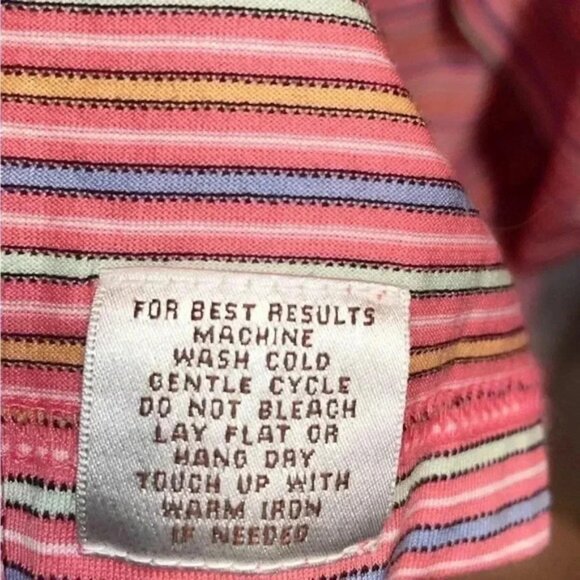 FOR BEST RESULTS
MACHINE
WASH COLD
GENTLE CYCLE
DO NOT BLEACH
LAY FLAT OR
HANG DRY
TOUCH UP WITH
WARM IRON
IF NEEDED